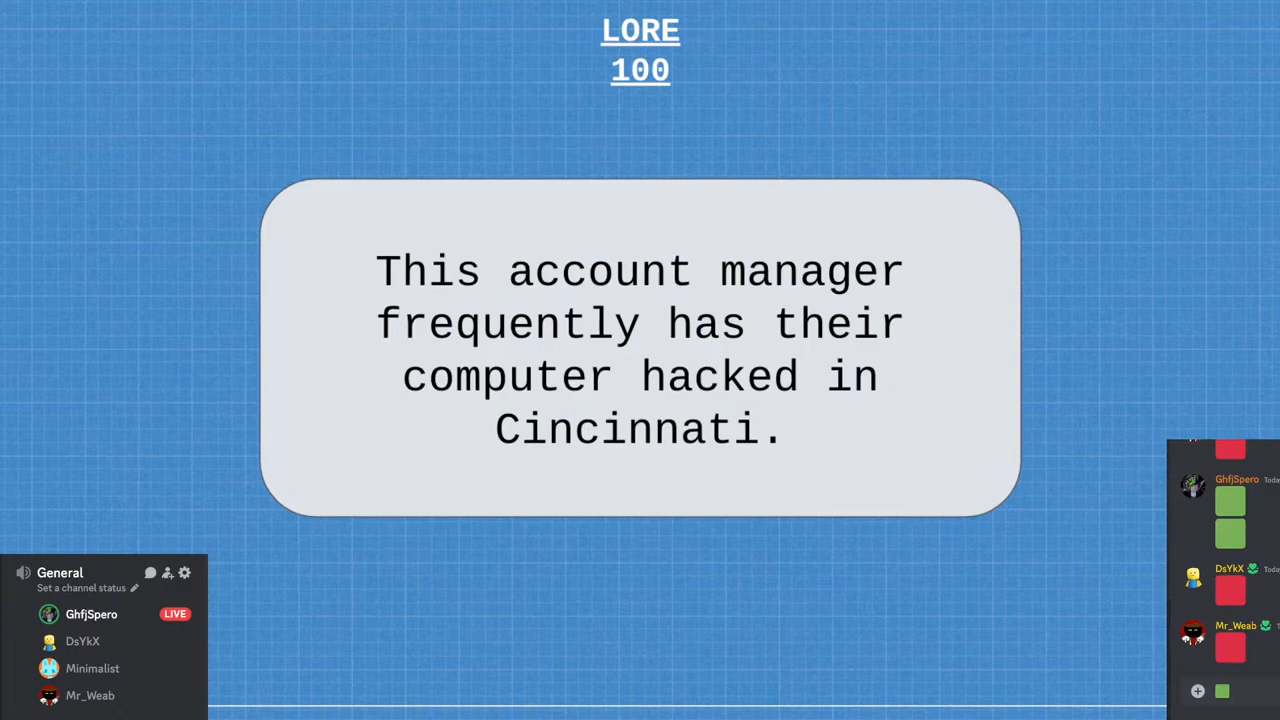 LORE
100
This account manager
frequently has their
computer hacked in
Cincinnati.
General
Set a channel status
GhfjSpero LIVE
DsYkX
Minimalist
Mr_Weab
GhfjSpero
DsYkX
Mr_Weab